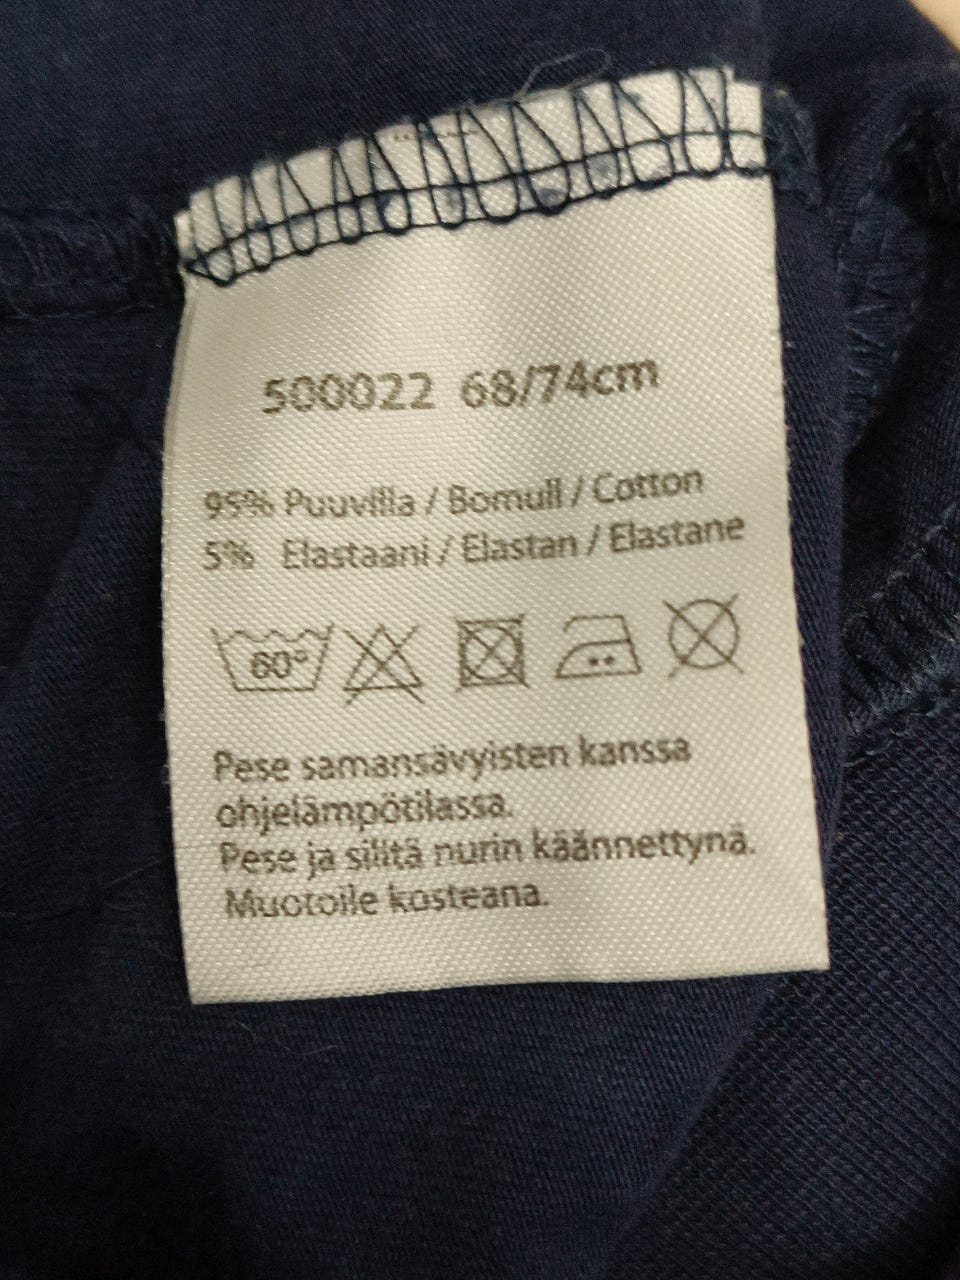 500022 68/74cm
95% Puuvilla / Bomull / Cotton
5% Elastaani / Elastan / Elastane
60°
Pese samansävyisten kanssa
ohjelämpötilassa.
Pese ja silitä nurin käännettynä.
Muotoile kosteana.